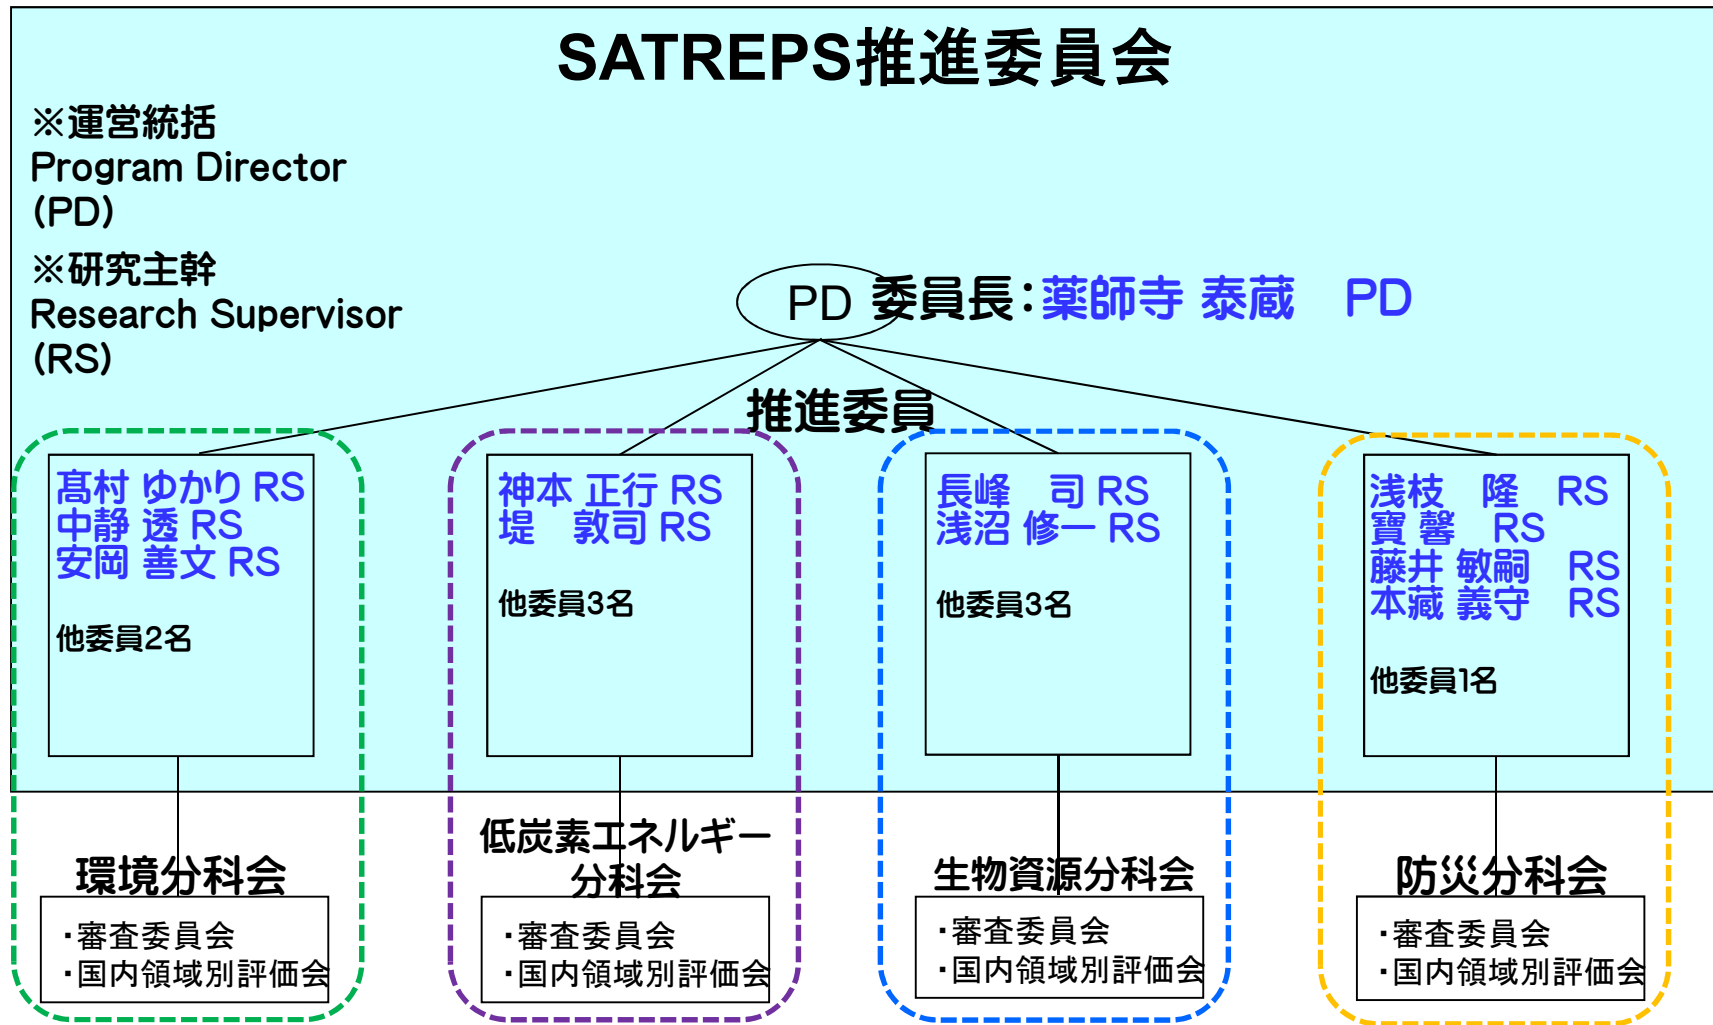 SATREPS推進委員会
※運営統括
Program Director
(PD)
※研究主幹
Research Supervisor
(RS)
PD 委員長：薬師寺 泰蔵　PD
推進委員
髙村 ゆかり RS
中静 透 RS
安岡 善文 RS
他委員2名
神本 正行 RS
堤　敦司 RS
他委員3名
長峰　司 RS
浅沼 修一 RS
他委員3名
浅枝　隆　RS
寶 馨　RS
藤井 敏嗣　RS
本藏 義守　RS
他委員1名
環境分科会
・審査委員会
・国内領域別評価会
低炭素エネルギー
分科会
・審査委員会
・国内領域別評価会
生物資源分科会
・審査委員会
・国内領域別評価会
防災分科会
・審査委員会
・国内領域別評価会